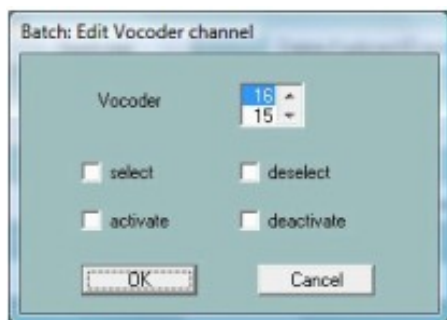 Batch: Edit Vocoder channel
Vocoder 16
15
select deselect
activate deactivate
OK Cancel